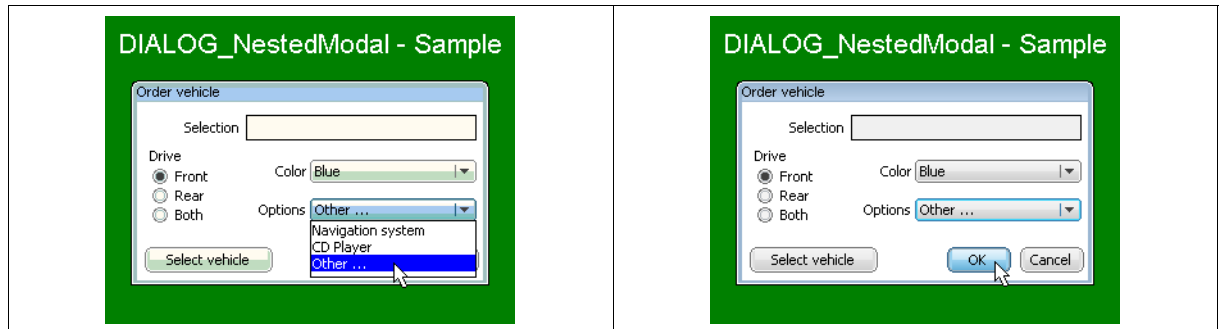 DIALOG_NestedModal - Sample
Order vehicle
Selection
Drive
Front
Color Blue
Rear
Both
Options Other ...
Navigation system
CD Player
Other ...
Select vehicle
DIALOG_NestedModal - Sample
Order vehicle
Selection
Drive
Front
Color Blue
Rear
Both
Options Other ...
Select vehicle
OK
Cancel